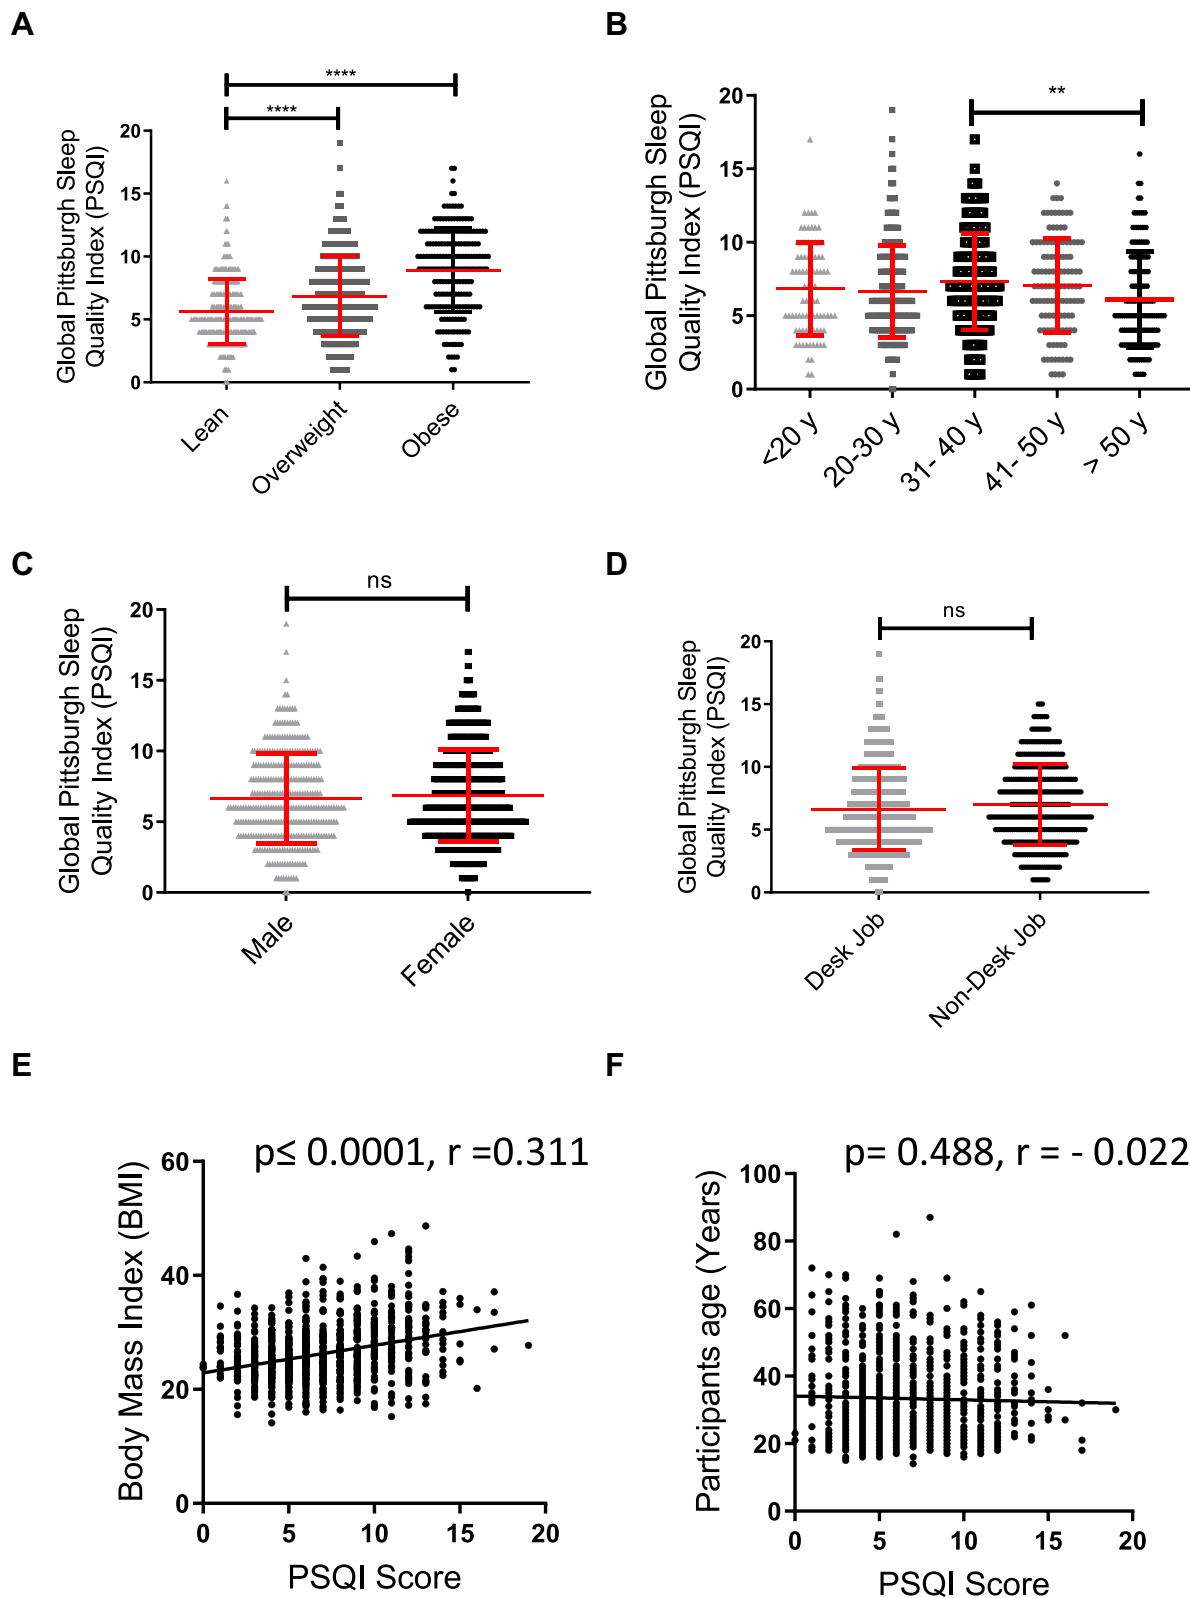 A
****
****
Global Pittsburgh Sleep
Quality Index (PSQI)
20
15
10
5
0
Lean
Overweight
Obese
B
**
Global Pittsburgh Sleep
Quality Index (PSQI)
20
15
10
5
0
<20 y
20-30 y
31- 40 y
41- 50 y
> 50 y
C
ns
Global Pittsburgh Sleep
Quality Index (PSQI)
20
15
10
5
0
Male
Female
D
ns
Global Pittsburgh Sleep
Quality Index (PSQI)
20
15
10
5
0
Desk Job
Non-Desk Job
E
p≤ 0.0001, r =0.311
Body Mass Index (BMI)
60
40
20
0
0 5 10 15 20
PSQI Score
F
p= 0.488, r = - 0.022
Participants age (Years)
100
80
60
40
20
0
0 5 10 15 20
PSQI Score